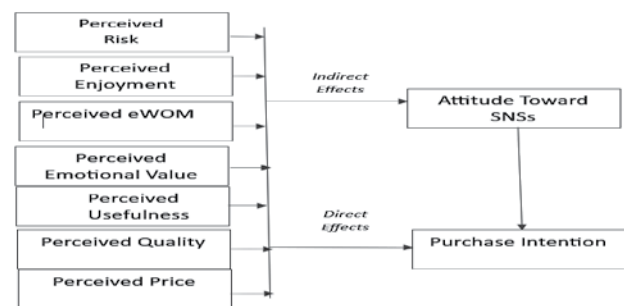 Perceived
Risk
Perceived
Enjoyment
Perceived eWOM
Perceived
Emotional Value
Perceived
Usefulness
Perceived Quality
Perceived Price
Indirect
Effects
Direct
Effects
Attitude Toward
SNSs
Purchase Intention